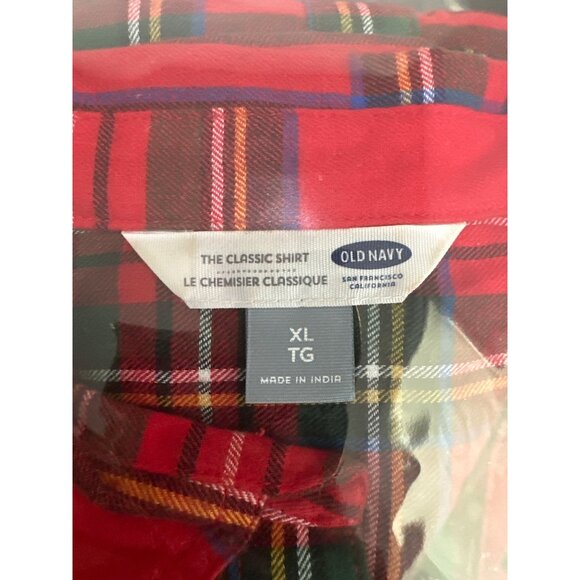 THE CLASSIC SHIRT
LE CHEMISIER CLASSIQUE
OLD NAVY
SAN FRANCISCO
CALIFORNIA
XL
TG
MADE IN INDIA